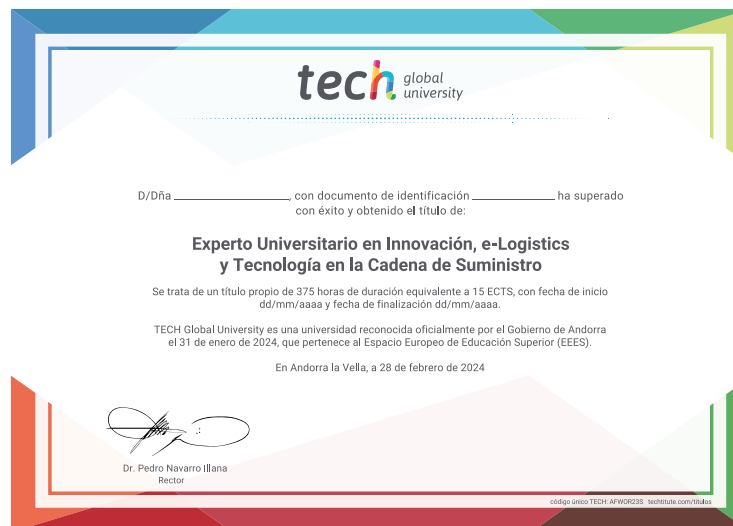 tech global university
D/Dña ____________, con documento de identificación ____________ ha superado
con éxito y obtenido el título de:
Experto Universitario en Innovación, e-Logistics
y Tecnología en la Cadena de Suministro
Se trata de un título propio de 375 horas de duración equivalente a 15 ECTS, con fecha de inicio
dd/mm/aaaa y fecha de finalización dd/mm/aaaa.
TECH Global University es una universidad reconocida oficialmente por el Gobierno de Andorra
el 31 de enero de 2024, que pertenece al Espacio Europeo de Educación Superior (EEES).
En Andorra la Vella, a 28 de febrero de 2024
Dr. Pedro Navarro Illana
Rector
código único TECH: AFWOR23S techtitute.com/titulos